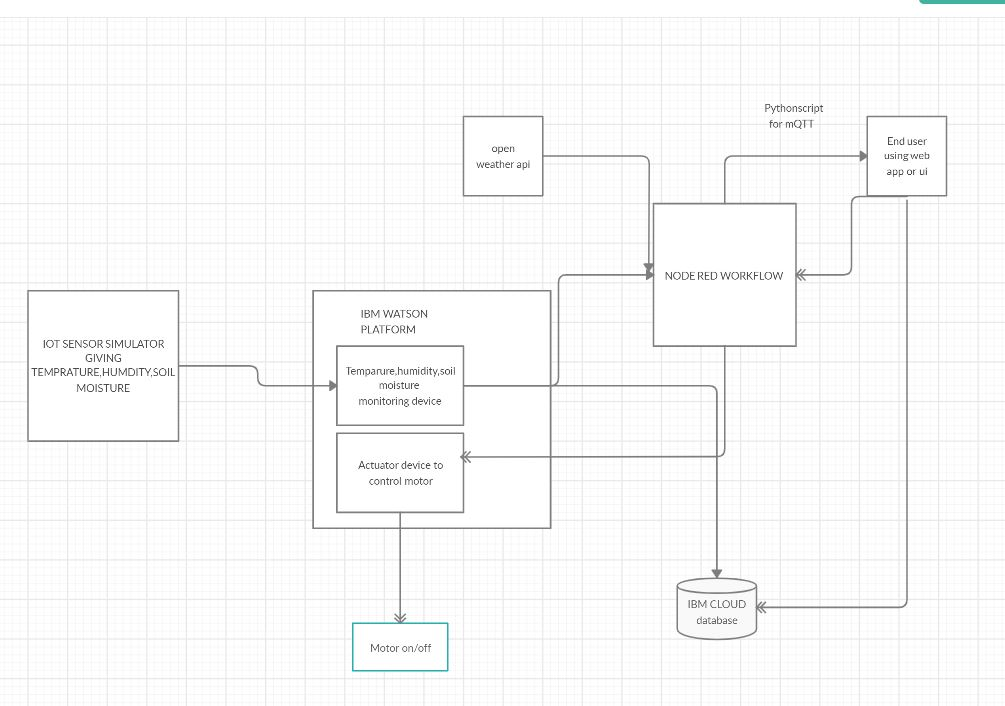 Pythonscript
for mQTT
open
weather api
End user
using web
app or ui
NODE RED WORKFLOW
IOT SENSOR SIMULATOR
GIVING
TEMPRATURE,HUMDITY,SOIL
MOISTURE
IBM WATSON
PLATFORM
Temparure,humidity,soil
moisture
monitoring device
Actuator device to
control motor
IBM CLOUD
database
Motor on/off